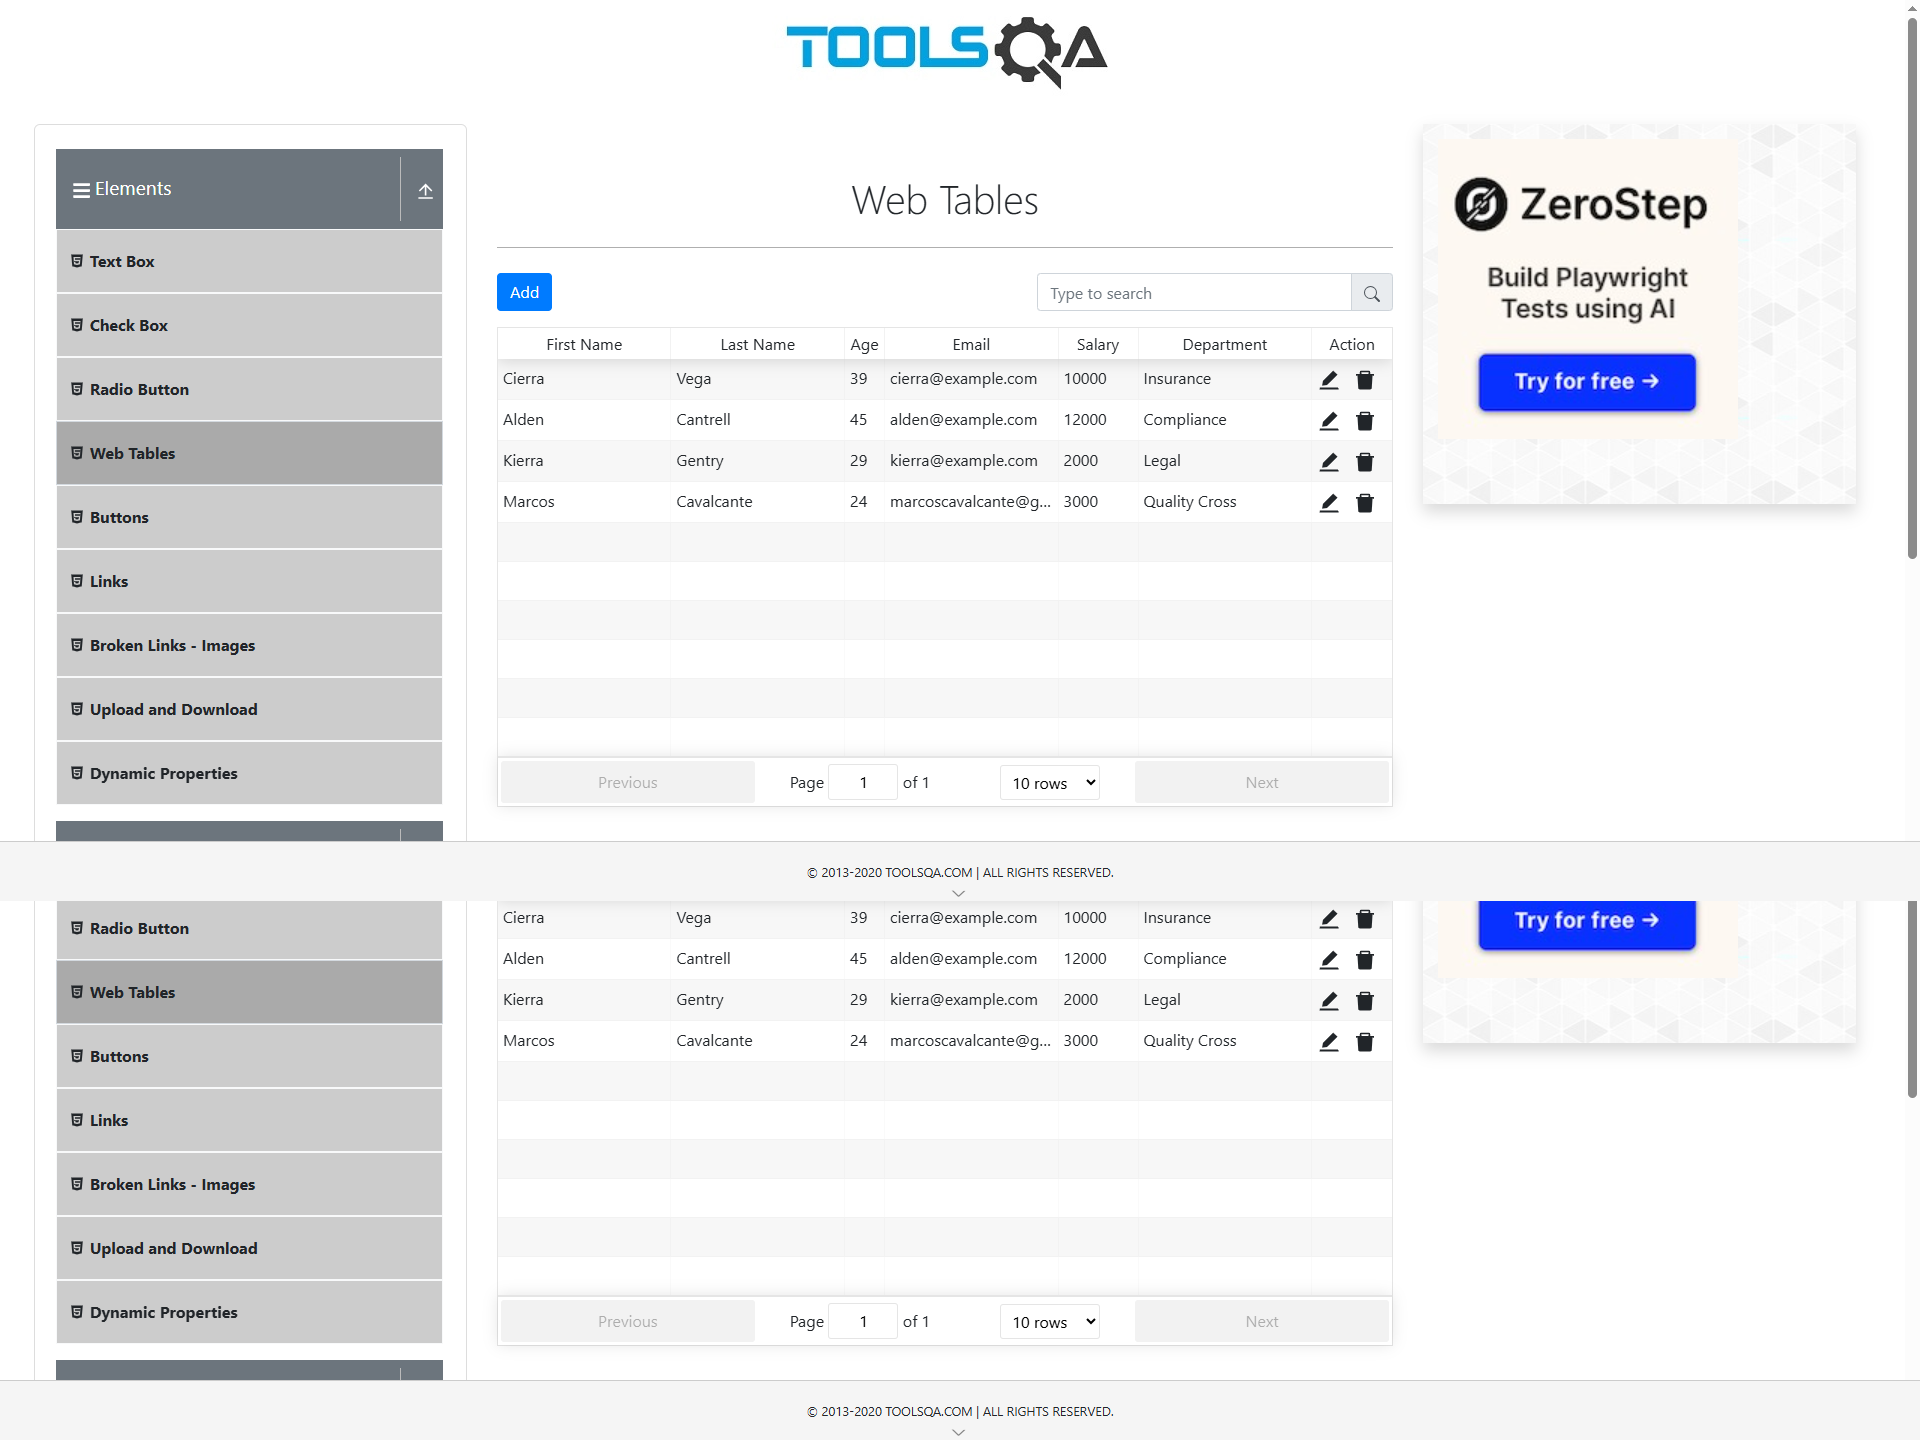 TOOLSQA
Elements
Text Box
Check Box
Radio Button
Web Tables
Buttons
Links
Broken Links - Images
Upload and Download
Dynamic Properties
Web Tables
Add
Type to search
First Name Last Name Age Email Salary Department Action
Cierra Vega 39 cierra@example.com 10000 Insurance
Alden Cantrell 45 alden@example.com 12000 Compliance
Kierra Gentry 29 kierra@example.com 2000 Legal
Marcos Cavalcante 24 marcoscavalcante@g... 3000 Quality Cross
Previous Page 1 of 1 10 rows Next
ZeroStep
Build Playwright
Tests using AI
Try for free →
© 2013-2020 TOOLSQA.COM | ALL RIGHTS RESERVED.
Radio Button
Web Tables
Buttons
Links
Broken Links - Images
Upload and Download
Dynamic Properties
Cierra Vega 39 cierra@example.com 10000 Insurance
Alden Cantrell 45 alden@example.com 12000 Compliance
Kierra Gentry 29 kierra@example.com 2000 Legal
Marcos Cavalcante 24 marcoscavalcante@g... 3000 Quality Cross
Previous Page 1 of 1 10 rows Next
Try for free →
© 2013-2020 TOOLSQA.COM | ALL RIGHTS RESERVED.